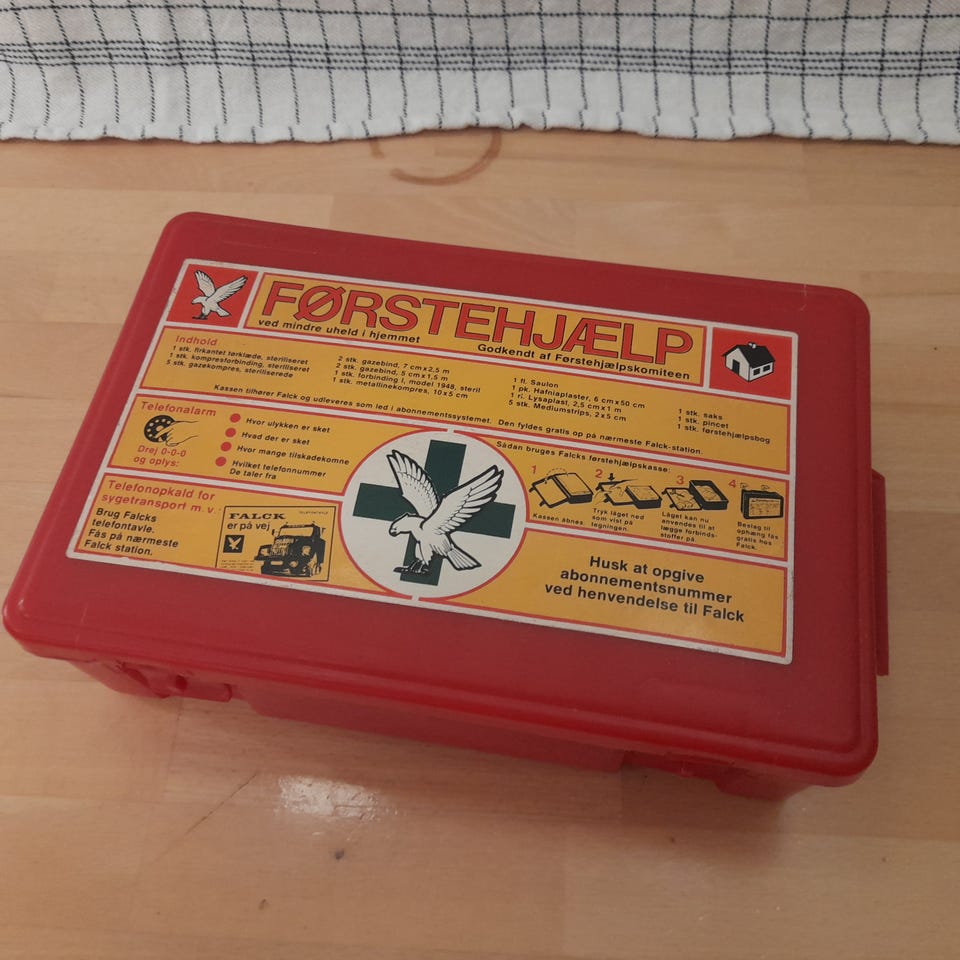 FØRSTEHJÆLP
ved mindre uheld i hjemmet
Godkendt af Førstehjælpskomiteen
Indhold
1 stk. firkantet tørklæde, steriliseret
1 stk. kompresforbinding, steriliseret
5 stk. gazekompres, steriliserede
2 stk. gazebind, 7 cm x 2,5 m
2 stk. gazebind, 5 cm x 1,5 m
1 stk. forbinding I, model 1948, steril
1 stk. metallinekompres, 10 x 5 cm
1 fl. Saulon
1 pk. Hafniaplaster, 6 cm x 50 cm
1 rl. Lysaplast, 2,5 cm x 1 m
5 stk. Mediumstrips, 2 x 5 cm
1 stk. saks
1 stk. pincet
1 stk. førstehjælpsbog
Kassen tilhører Falck og udleveres som led i abonnementssystemet. Den fyldes gratis op på nærmeste Falck-station.
Telefonalarm
Drej 0-0-0
og oplys:
Hvor ulykken er sket
Hvad der er sket
Hvor mange tilskadekomne
Hvilket telefonnummer
De taler fra
Telefonopkald for
sygetransport m. v.:
Brug Falcks
telefontavle.
Fås på nærmeste
Falck station.
TELEFONTAVLE
FALCK
er på vej
Sådan bruges Falcks førstehjælpskasse:
1
Kassen åbnes.
2
Tryk låget ned
som vist på
tegningen.
3
Låget kan nu
anvendes til at
lægge forbind-
stoffer på.
4
Beslag til
ophæng fås
gratis hos
Falck.
Husk at opgive
abonnementsnummer
ved henvendelse til Falck